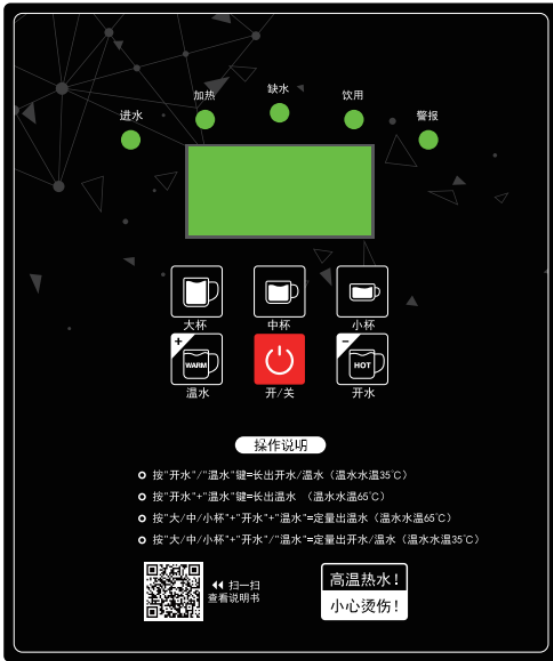 进水
加热
缺水
饮用
警报
大杯
中杯
小杯
+
WARM
-
HOT
温水
开/关
开水
操作说明
按"开水"/"温水"键=长出开水/温水（温水水温35℃）
按"开水"+"温水"键=长出温水 （温水水温65℃）
按"大/中/小杯"+"开水"+"温水"=定量出温水（温水水温65℃）
按"大/中/小杯"+"开水"/"温水"=定量出开水/温水（温水水温35℃）
扫一扫
查看说明书
高温热水！
小心烫伤！